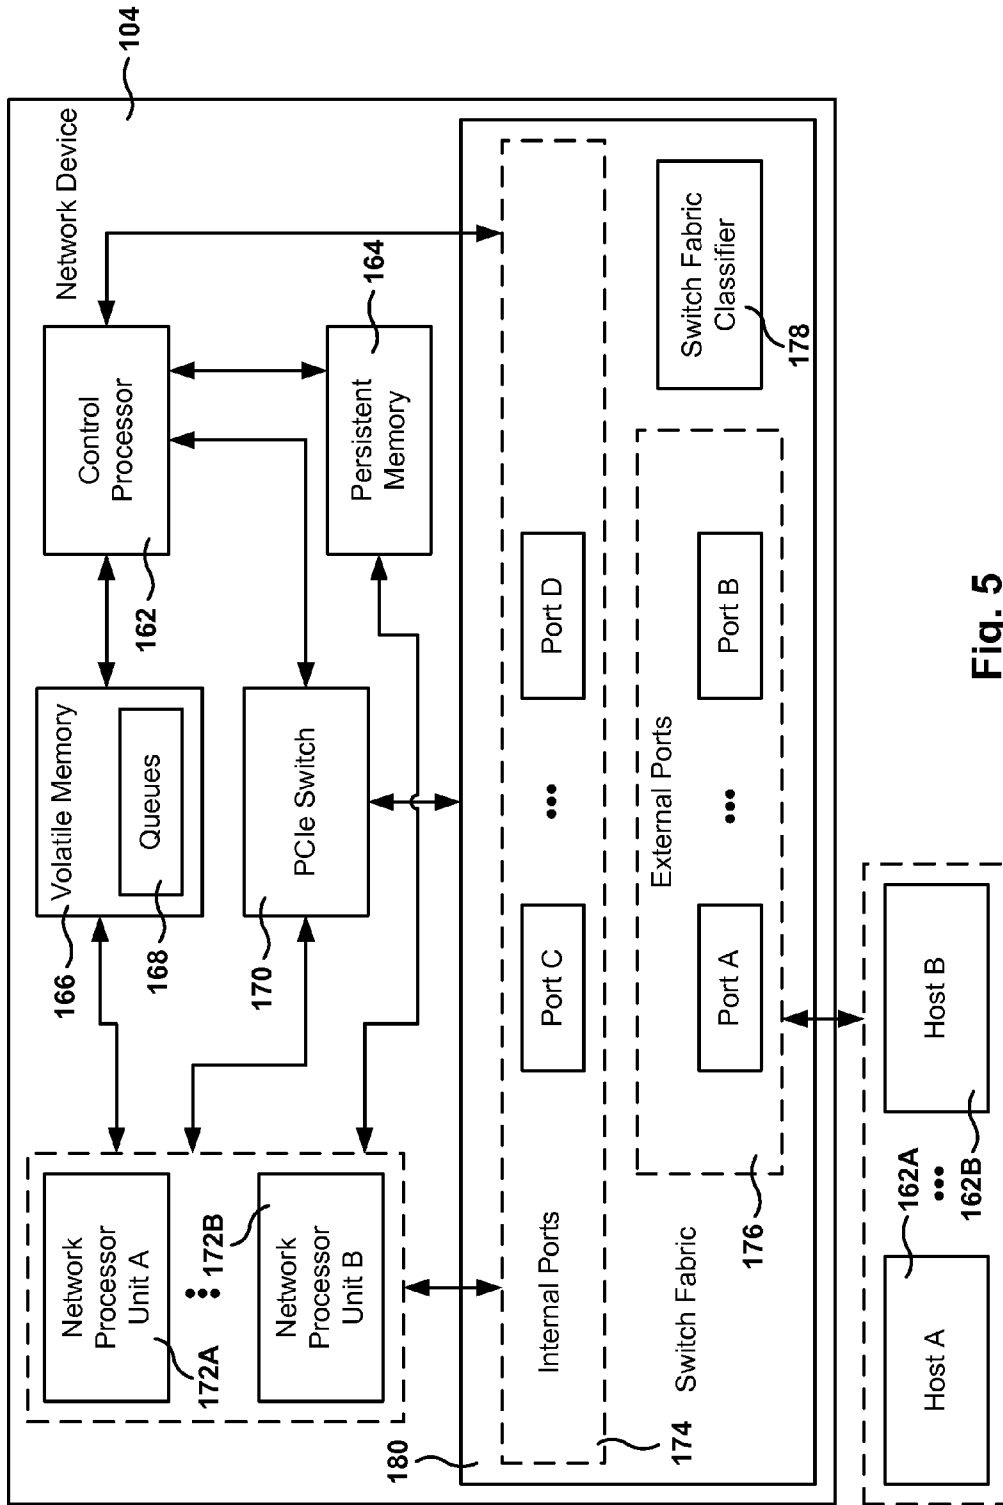 Network Device
104
Network
Processor
Unit A
172A
172B
Network
Processor
Unit B
Volatile Memory
Queues
166
168
Control
Processor
162
PCIe Switch
170
Persistent
Memory
164
180
Internal Ports
Port C
Port D
174
Switch Fabric
External Ports
Port A
Port B
176
Switch Fabric
Classifier
178
Host A
162A
162B
Host B
Fig. 5